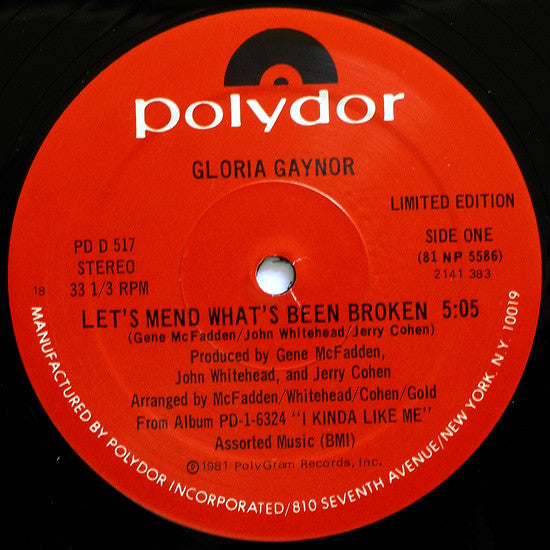 polydor
GLORIA GAYNOR
LIMITED EDITION
PD D 517
STEREO
33 1/3 RPM
18
SIDE ONE
(81 NP 5586)
2141 383
LET'S MEND WHAT'S BEEN BROKEN 5:05
(Gene McFadden/John Whitehead/Jerry Cohen)
Produced by Gene McFadden,
John Whitehead, and Jerry Cohen
Arranged by McFadden/Whitehead/Cohen/Gold
From Album PD-1-6324 "I KINDA LIKE ME"
Assorted Music (BMI)
℗1981 PolyGram Records, Inc.
MANUFACTURED BY POLYDOR INCORPORATED/810 SEVENTH AVENUE/NEW YORK, N.Y. 10019